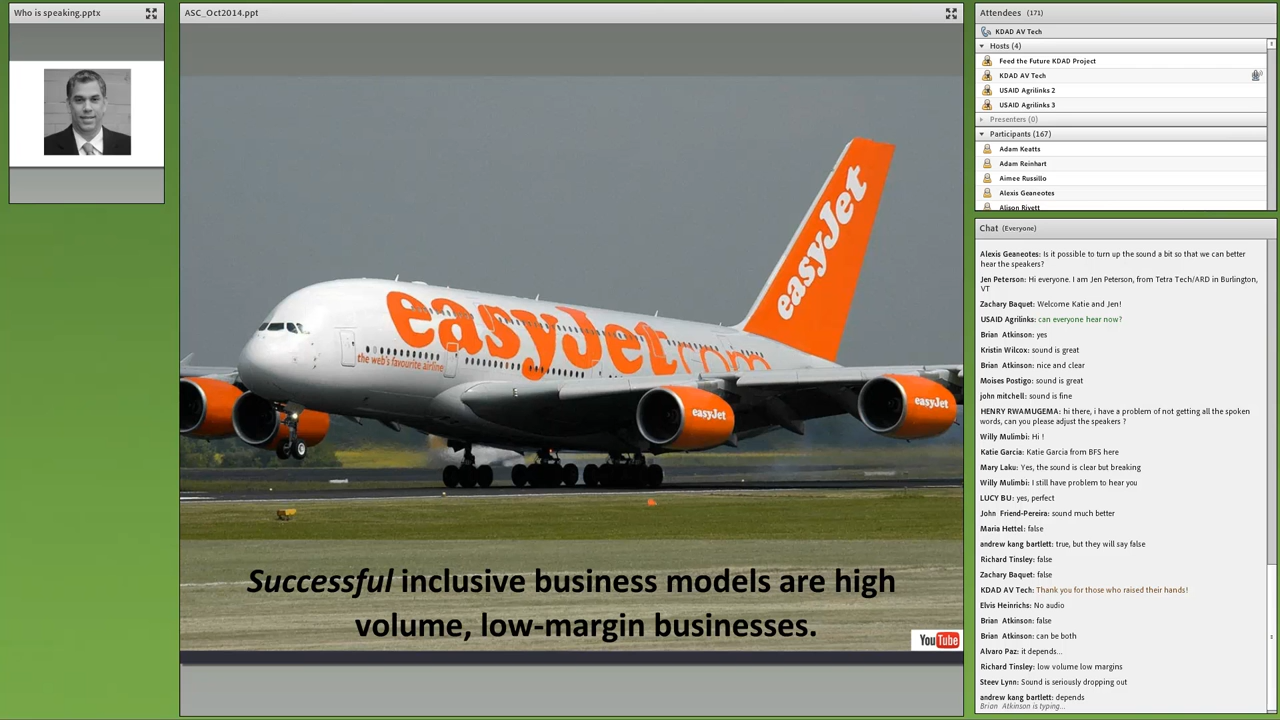 Who is speaking.pptx
ASC_Oct2014.ppt
easyJet
easyJet.com
the web's favourite airline
easyJet
easyJet
Successful inclusive business models are high
volume, low-margin businesses.
YouTube
Attendees (171)
KDAD AV Tech
Hosts (4)
Feed the Future KDAD Project
KDAD AV Tech
USAID Agrilinks 2
USAID Agrilinks 3
Presenters (0)
Participants (167)
Adam Keatts
Adam Reinhart
Aimee Russillo
Alexis Geaneotes
Alison Rivett
Chat (Everyone)
Alexis Geaneotes: Is it possible to turn up the sound a bit so that we can better
hear the speakers?
Jen Peterson: Hi everyone. I am Jen Peterson, from Tetra Tech/ARD in Burlington,
VT
Zachary Baquet: Welcome Katie and Jen!
USAID Agrilinks: can everyone hear now?
Brian Atkinson: yes
Kristin Wilcox: sound is great
Brian Atkinson: nice and clear
Moises Postigo: sound is great
john mitchell: sound is fine
HENRY RWAMUGEMA: hi there, i have a problem of not getting all the spoken
words, can you please adjust the speakers ?
Willy Mulimbi: Hi !
Katie Garcia: Katie Garcia from BFS here
Mary Laku: Yes, the sound is clear but breaking
Willy Mulimbi: I still have problem to hear you
LUCY BU: yes, perfect
John Friend-Pereira: sound much better
Maria Hettel: false
andrew kang bartlett: true, but they will say false
Richard Tinsley: false
Zachary Baquet: false
KDAD AV Tech: Thank you for those who raised their hands!
Elvis Heinrichs: No audio
Brian Atkinson: false
Brian Atkinson: can be both
Alvaro Paz: it depends...
Richard Tinsley: low volume low margins
Steev Lynn: Sound is seriously dropping out
andrew kang bartlett: depends
Brian Atkinson is typing...